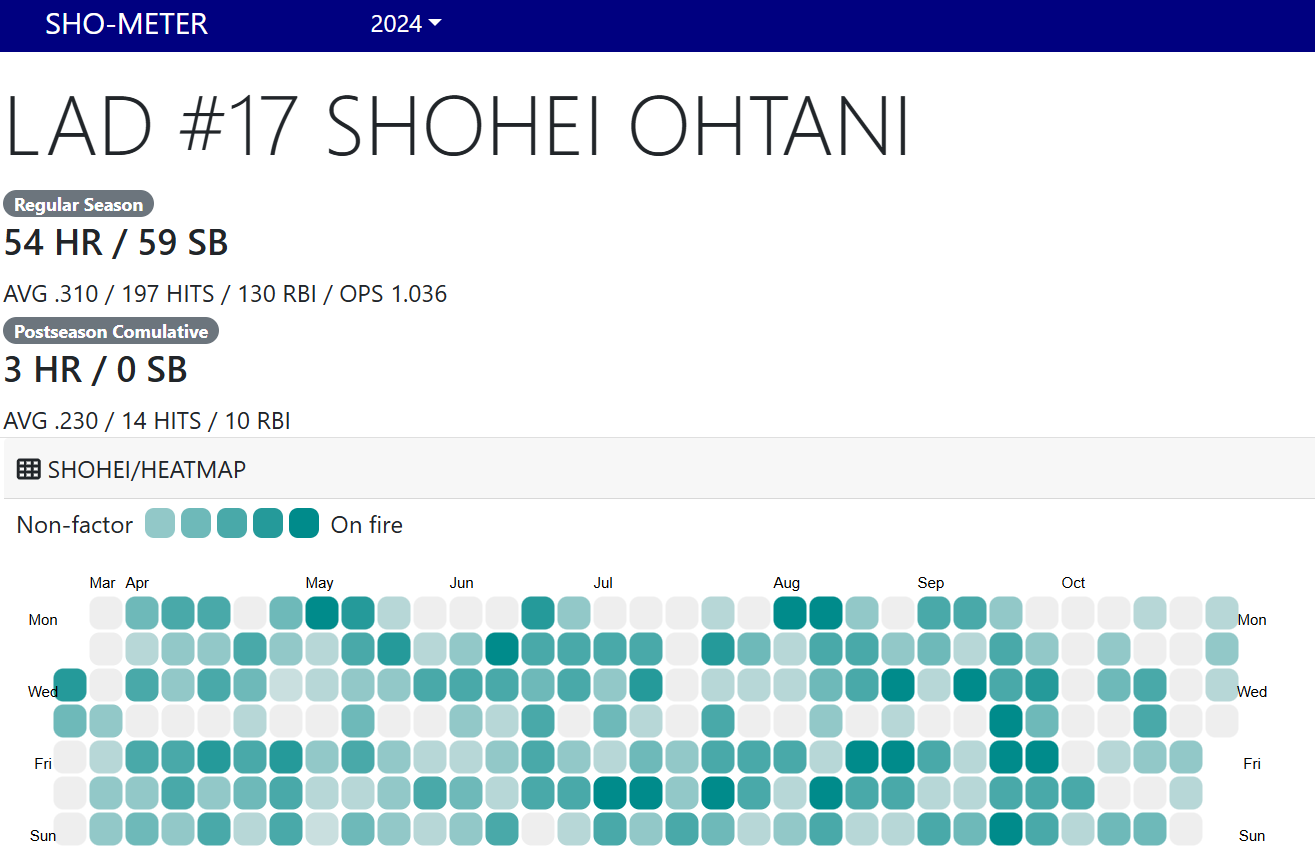 SHO-METER 2024
LAD #17 SHOHEI OHTANI
Regular Season
54 HR / 59 SB
AVG .310 / 197 HITS / 130 RBI / OPS 1.036
Postseason Comulative
3 HR / 0 SB
AVG .230 / 14 HITS / 10 RBI
SHOHEI/HEATMAP
Non-factor On fire
Mar Apr May Jun Jul Aug Sep Oct
Mon Mon
Wed Wed
Fri Fri
Sun Sun